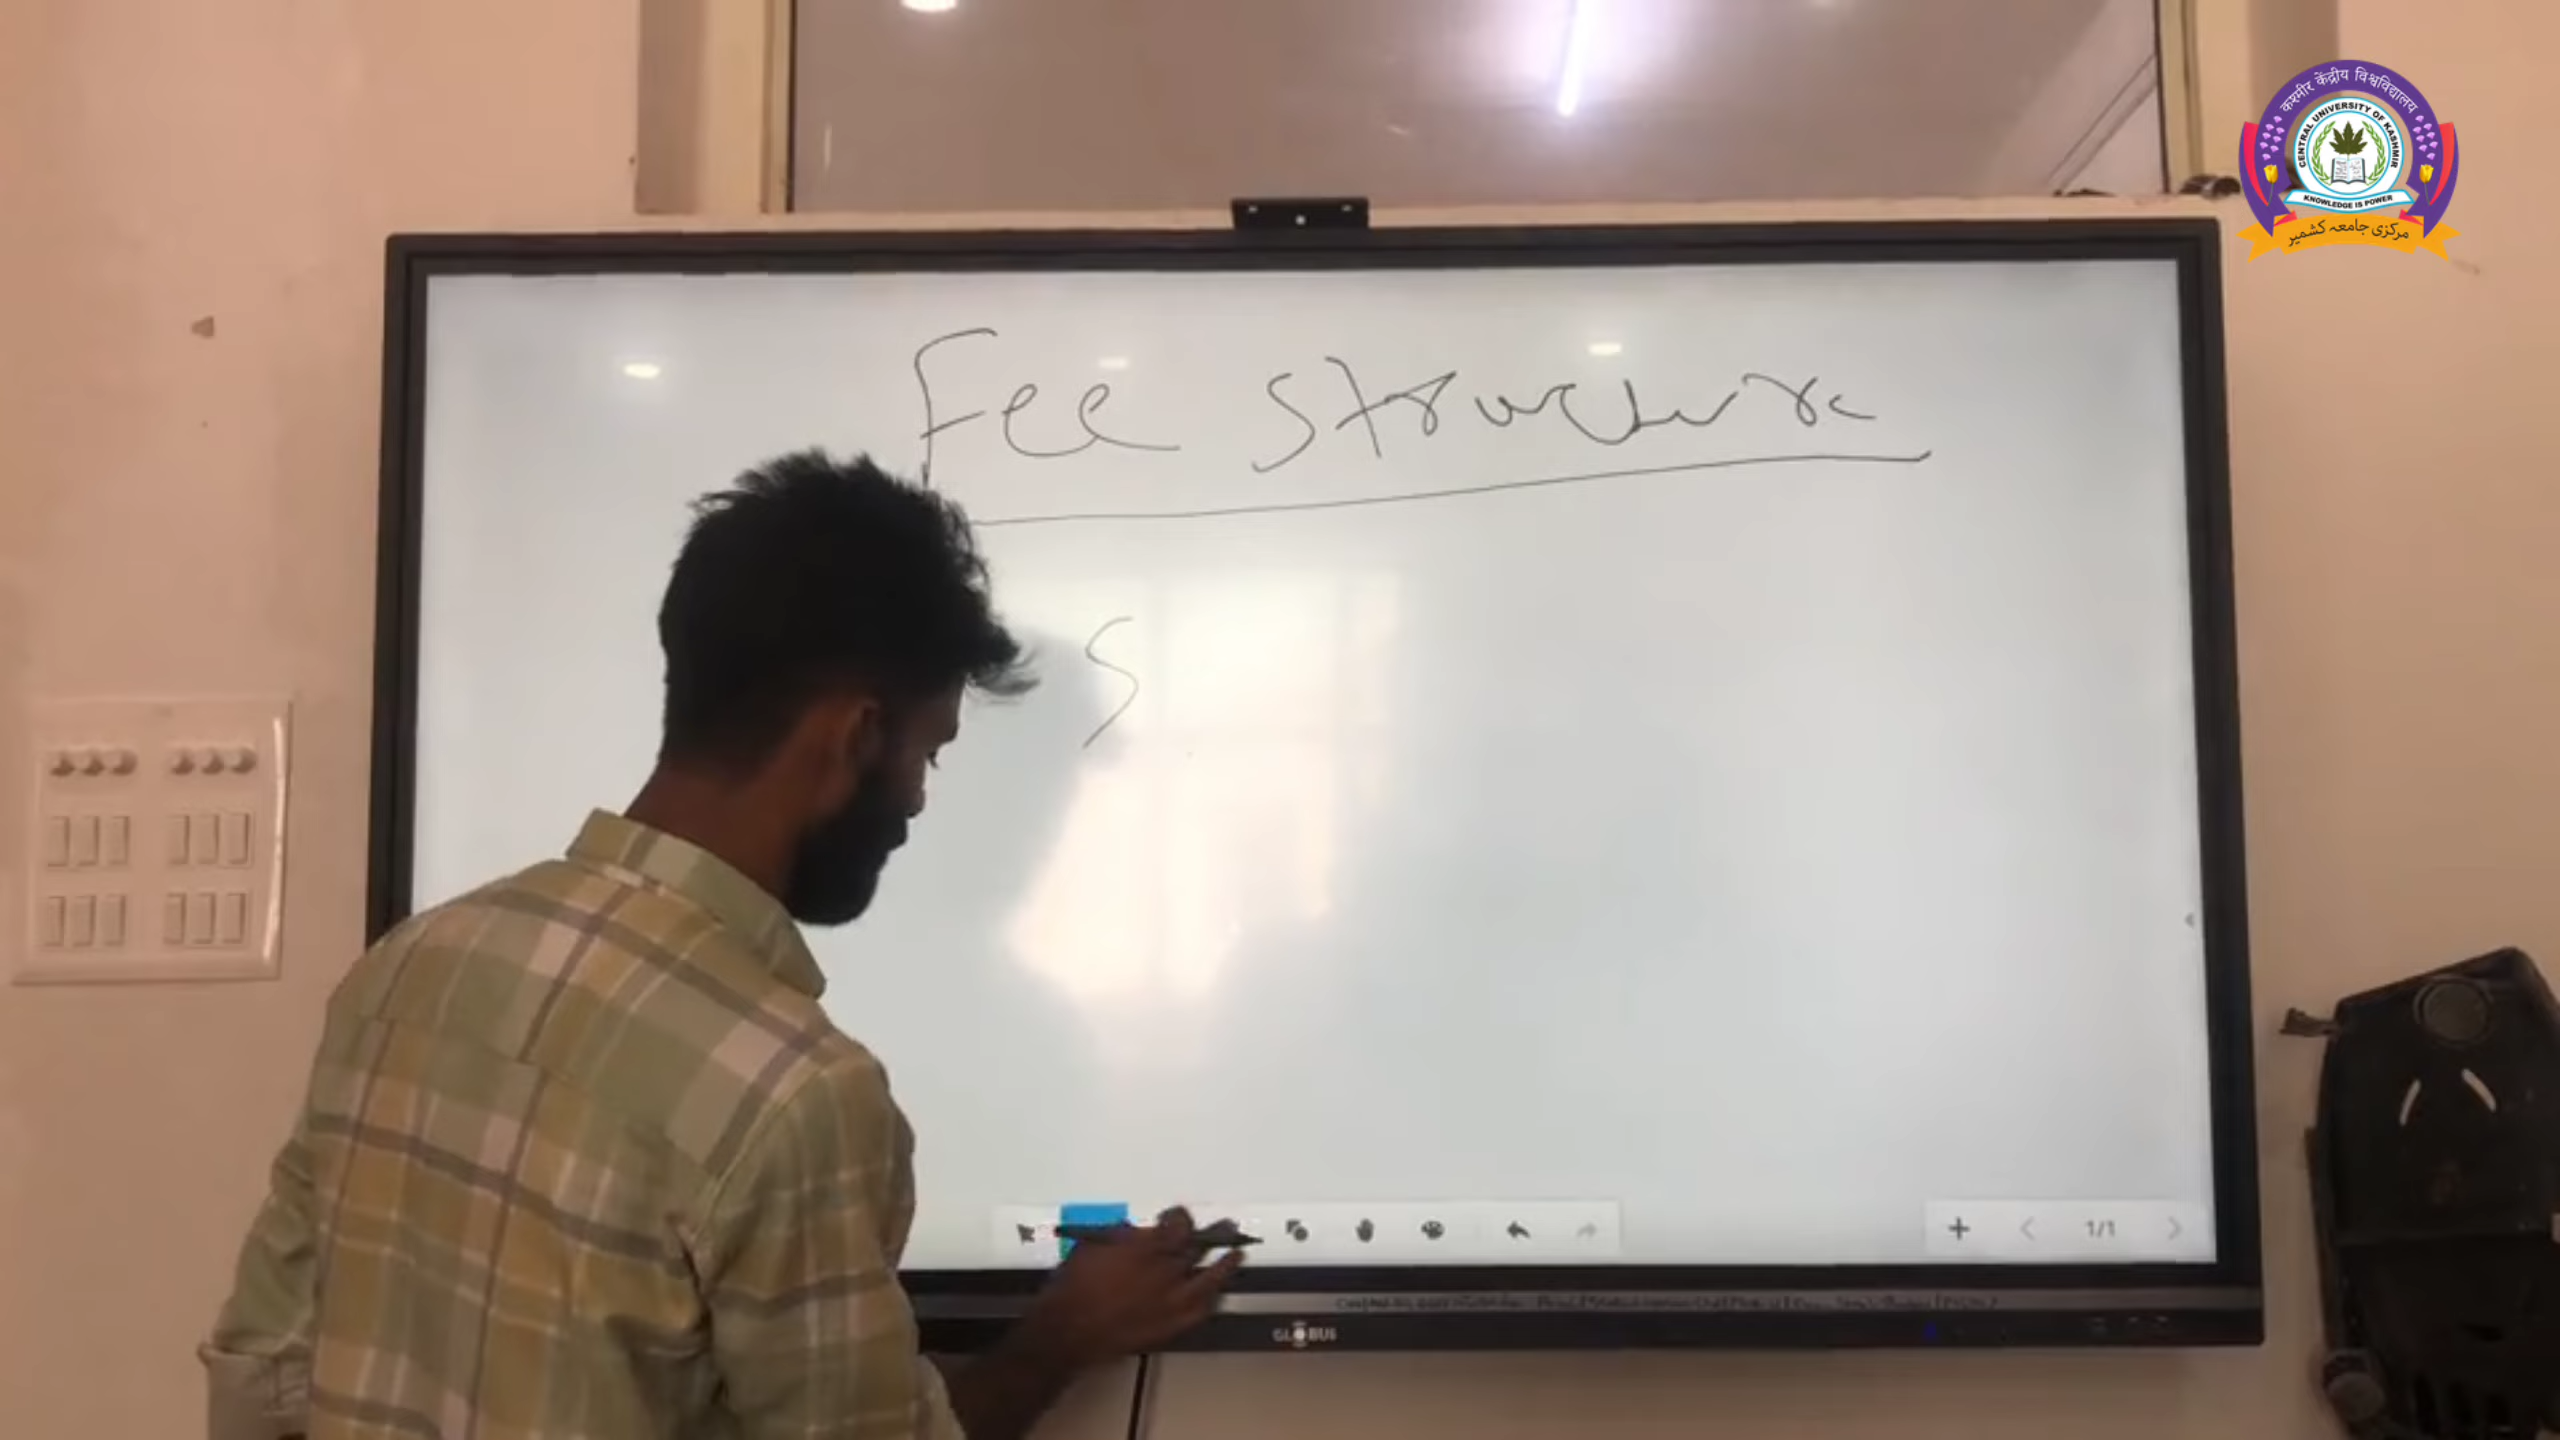 कश्मीर केंद्रीय विश्वविद्यालय
CENTRAL UNIVERSITY OF KASHMIR
KNOWLEDGE IS POWER
مرکزی جامعہ کشمیر
Fee structure
S
1/1
GLOBUS